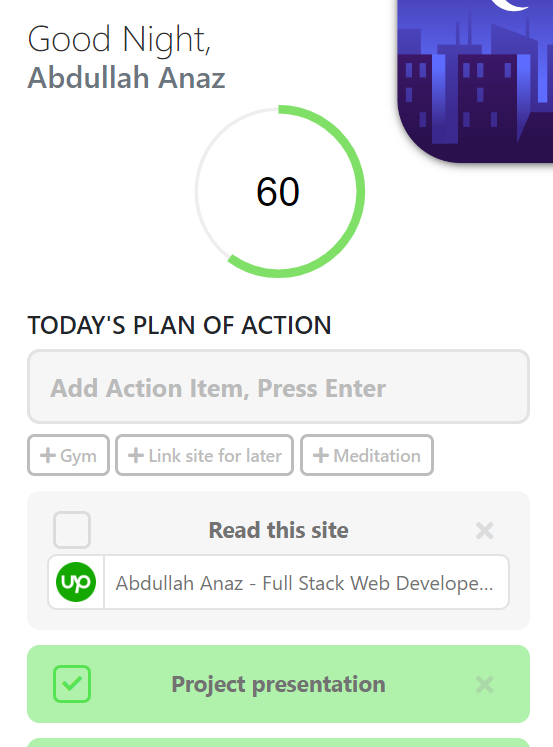 Good Night,
Abdullah Anaz
60
TODAY'S PLAN OF ACTION
Add Action Item, Press Enter
+ Gym + Link site for later + Meditation
Read this site
up Abdullah Anaz - Full Stack Web Develope...
Project presentation